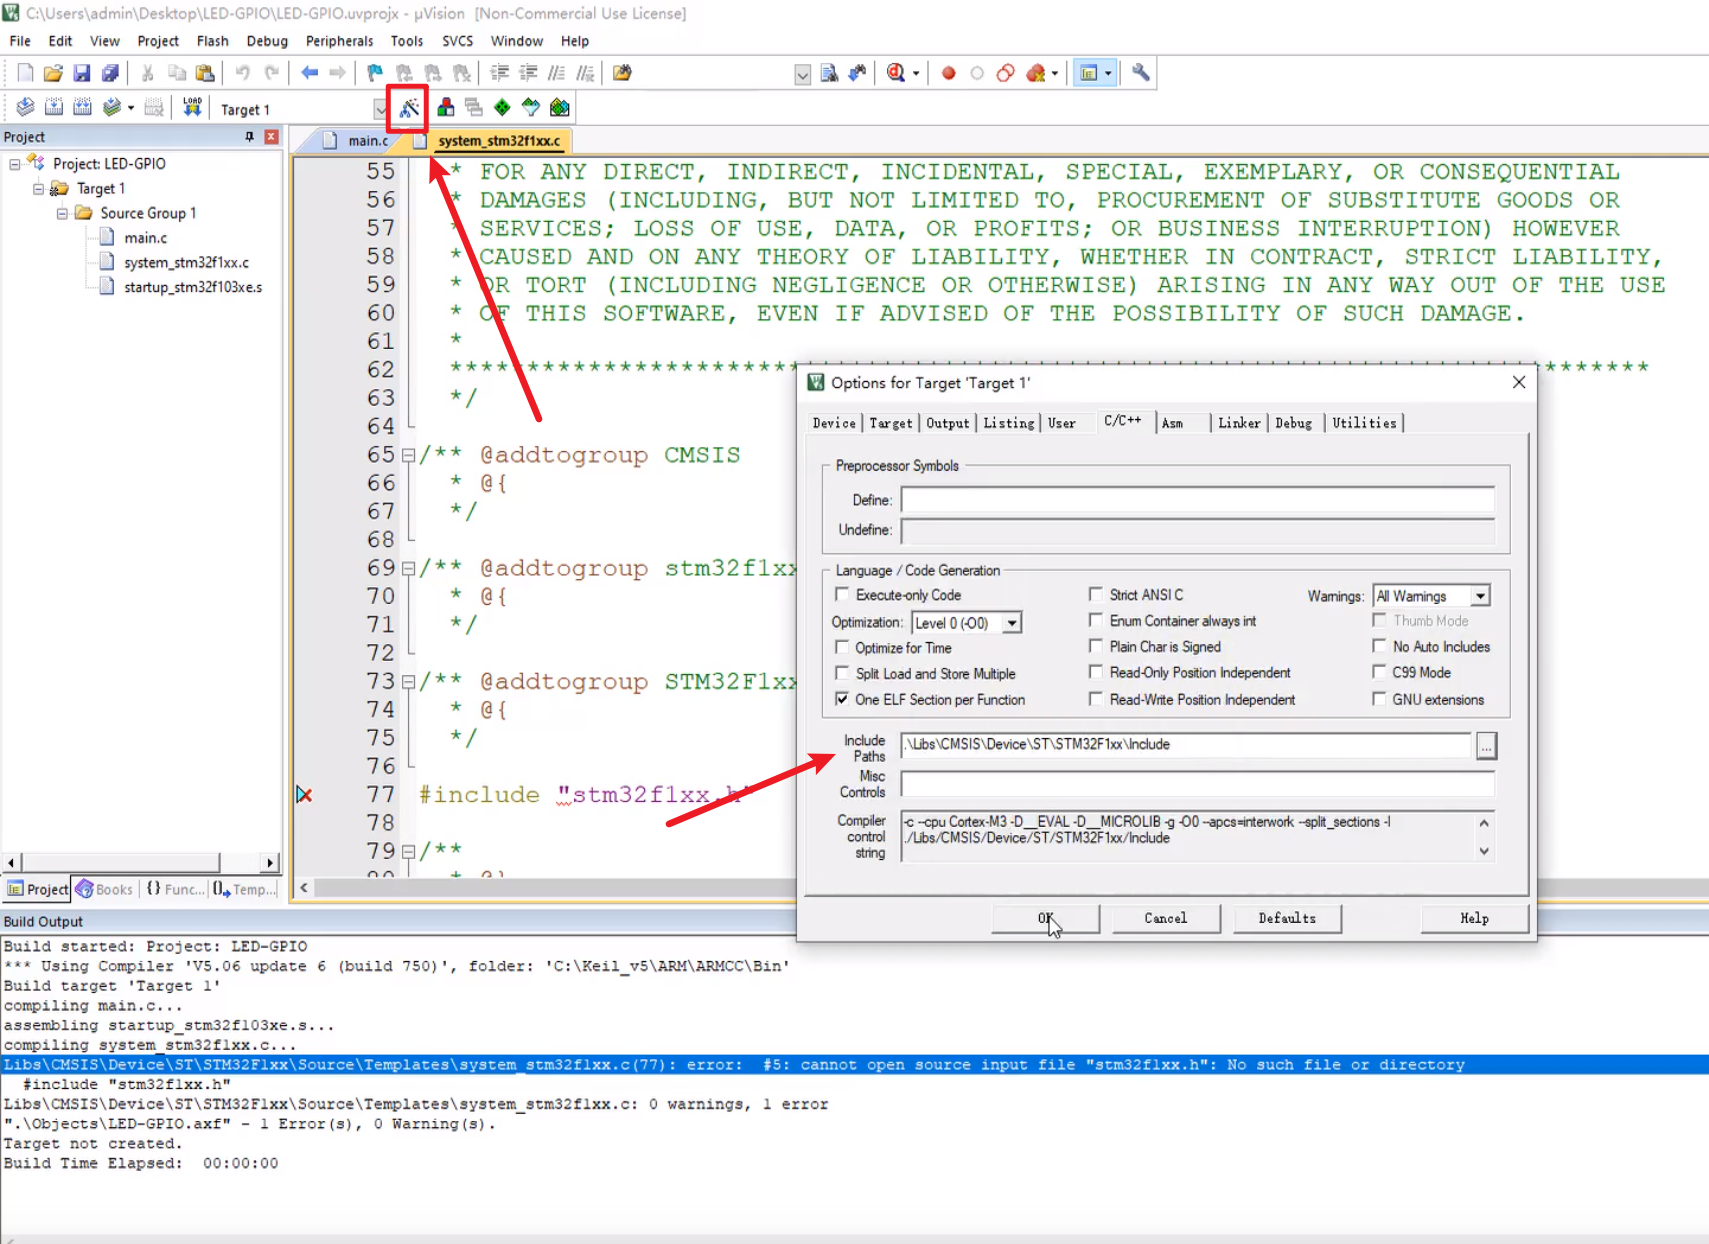 C:\Users\admin\Desktop\LED-GPIO\LED-GPIO.uvprojx - µVision [Non-Commercial Use License]
File Edit View Project Flash Debug Peripherals Tools SVCS Window Help
LOAD Target 1
Project
main.c system_stm32f1xx.c
Project: LED-GPIO
Target 1
Source Group 1
main.c
system_stm32f1xx.c
startup_stm32f103xe.s
55 * FOR ANY DIRECT, INDIRECT, INCIDENTAL, SPECIAL, EXEMPLARY, OR CONSEQUENTIAL
56 * DAMAGES (INCLUDING, BUT NOT LIMITED TO, PROCUREMENT OF SUBSTITUTE GOODS OR
57 * SERVICES; LOSS OF USE, DATA, OR PROFITS; OR BUSINESS INTERRUPTION) HOWEVER
58 * CAUSED AND ON ANY THEORY OF LIABILITY, WHETHER IN CONTRACT, STRICT LIABILITY,
59 * OR TORT (INCLUDING NEGLIGENCE OR OTHERWISE) ARISING IN ANY WAY OUT OF THE USE
60 * OF THIS SOFTWARE, EVEN IF ADVISED OF THE POSSIBILITY OF SUCH DAMAGE.
61 *
62 ******************************************************************************
63 */
64
65 /** @addtogroup CMSIS
66 * @{
67 */
68
69 /** @addtogroup stm32f1xx
70 * @{
71 */
72
73 /** @addtogroup STM32F1xx
74 * @{
75 */
76
77 #include "stm32f1xx.h"
78
79 /**
80 * @{
Project Books {} Func... Temp...
Options for Target 'Target 1'
Device Target Output Listing User C/C++ Asm Linker Debug Utilities
Preprocessor Symbols
Define:
Undefine:
Language / Code Generation
Execute-only Code Strict ANSI C Warnings: All Warnings
Optimization: Level 0 (-O0) Enum Container always int Thumb Mode
Optimize for Time Plain Char is Signed No Auto Includes
Split Load and Store Multiple Read-Only Position Independent C99 Mode
One ELF Section per Function Read-Write Position Independent GNU extensions
Include Paths .\Libs\CMSIS\Device\ST\STM32F1xx\Include ...
Misc Controls
Compiler control string -c --cpu Cortex-M3 -D__EVAL -D__MICROLIB -g -O0 --apcs=interwork --split_sections -I
./Libs/CMSIS/Device/ST/STM32F1xx/Include
OK Cancel Defaults Help
Build Output
Build started: Project: LED-GPIO
*** Using Compiler 'V5.06 update 6 (build 750)', folder: 'C:\Keil_v5\ARM\ARMCC\Bin'
Build target 'Target 1'
compiling main.c...
assembling startup_stm32f103xe.s...
compiling system_stm32f1xx.c...
Libs\CMSIS\Device\ST\STM32F1xx\Source\Templates\system_stm32f1xx.c(77): error:  #5: cannot open source input file "stm32f1xx.h": No such file or directory
#include "stm32f1xx.h"
Libs\CMSIS\Device\ST\STM32F1xx\Source\Templates\system_stm32f1xx.c: 0 warnings, 1 error
".\Objects\LED-GPIO.axf" - 1 Error(s), 0 Warning(s).
Target not created.
Build Time Elapsed:  00:00:00